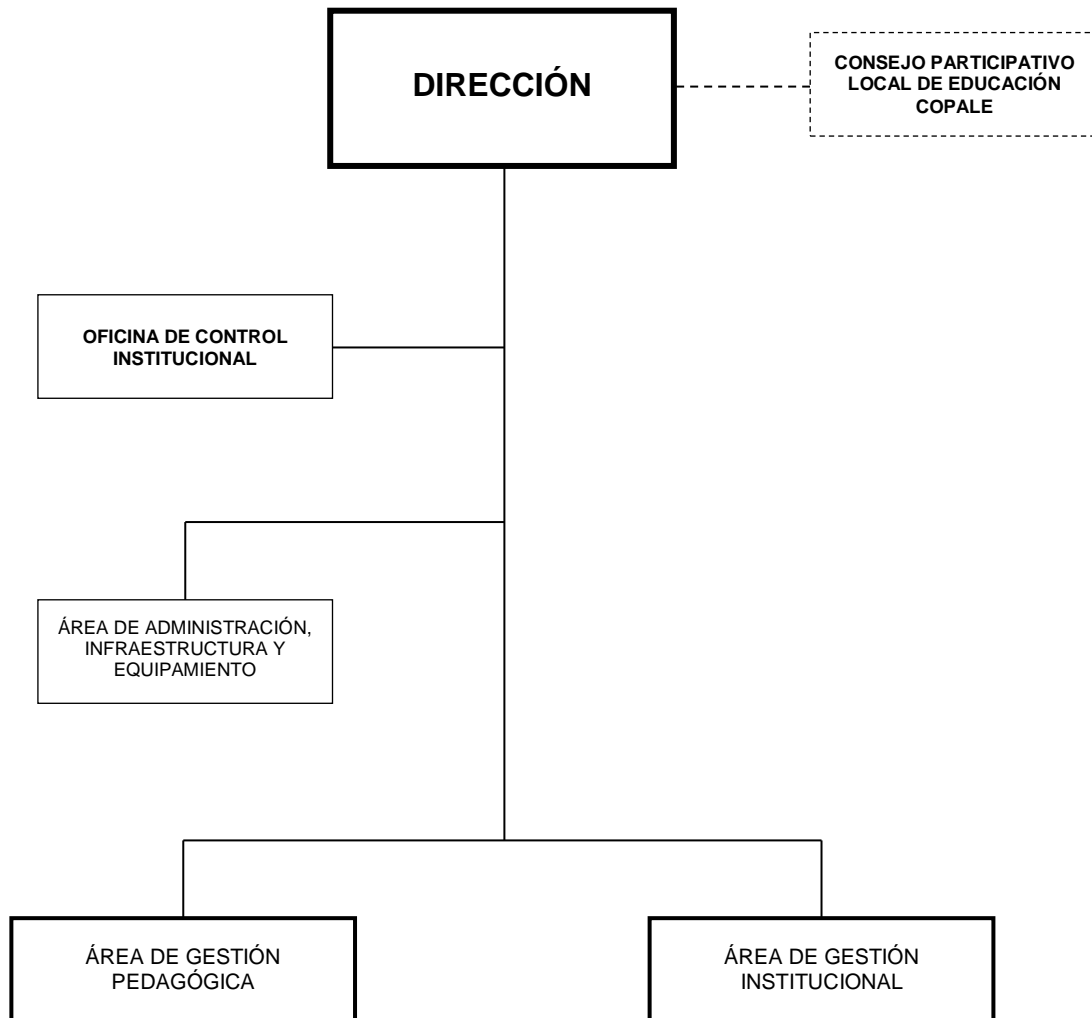 DIRECCIÓN
CONSEJO PARTICIPATIVO
LOCAL DE EDUCACIÓN
COPALE
OFICINA DE CONTROL
INSTITUCIONAL
ÁREA DE ADMINISTRACIÓN,
INFRAESTRUCTURA Y
EQUIPAMIENTO
ÁREA DE GESTIÓN
PEDAGÓGICA
ÁREA DE GESTIÓN
INSTITUCIONAL